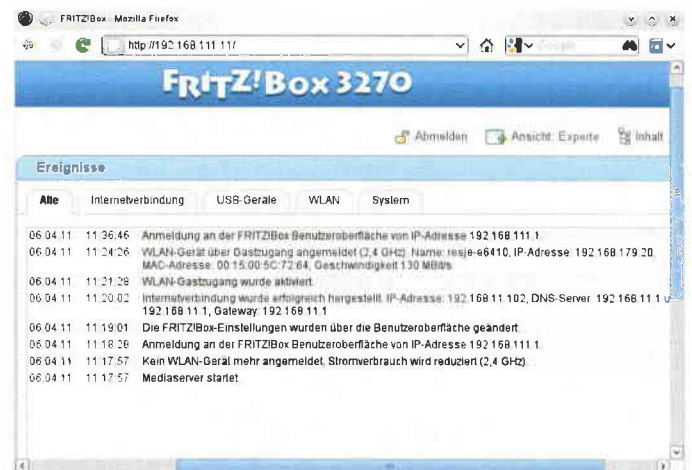 FRITZ!Box - Mozilla Firefox
http://192.168.111.11/
Google
FRITZ!Box 3270
Abmelden Ansicht: Experte Inhalt
Ereignisse
Alle Internetverbindung USB-Geräte WLAN System
06.04.11 11:36:46 Anmeldung an der FRITZ!Box Benutzeroberfläche von IP-Adresse 192.168.111.1.
06.04.11 11:24:26 WLAN-Gerät über Gastzugang angemeldet (2,4 GHz). Name: resje-e6410, IP-Adresse: 192.168.179.20,
MAC-Adresse: 00:15:00:5C:72:64, Geschwindigkeit 130 MBit/s.
06.04.11 11:21:28 WLAN-Gastzugang wurde aktiviert.
06.04.11 11:20:02 Internetverbindung wurde erfolgreich hergestellt. IP-Adresse: 192.168.11.102, DNS-Server: 192.168.11.1 u
192.168.11.1, Gateway: 192.168.11.1
06.04.11 11:19:01 Die FRITZ!Box-Einstellungen wurden über die Benutzeroberfläche geändert.
06.04.11 11:18:28 Anmeldung an der FRITZ!Box Benutzeroberfläche von IP-Adresse 192.168.111.1.
06.04.11 11:17:57 Kein WLAN-Gerät mehr angemeldet, Stromverbrauch wird reduziert (2,4 GHz).
06.04.11 11:17:57 Mediaserver startet